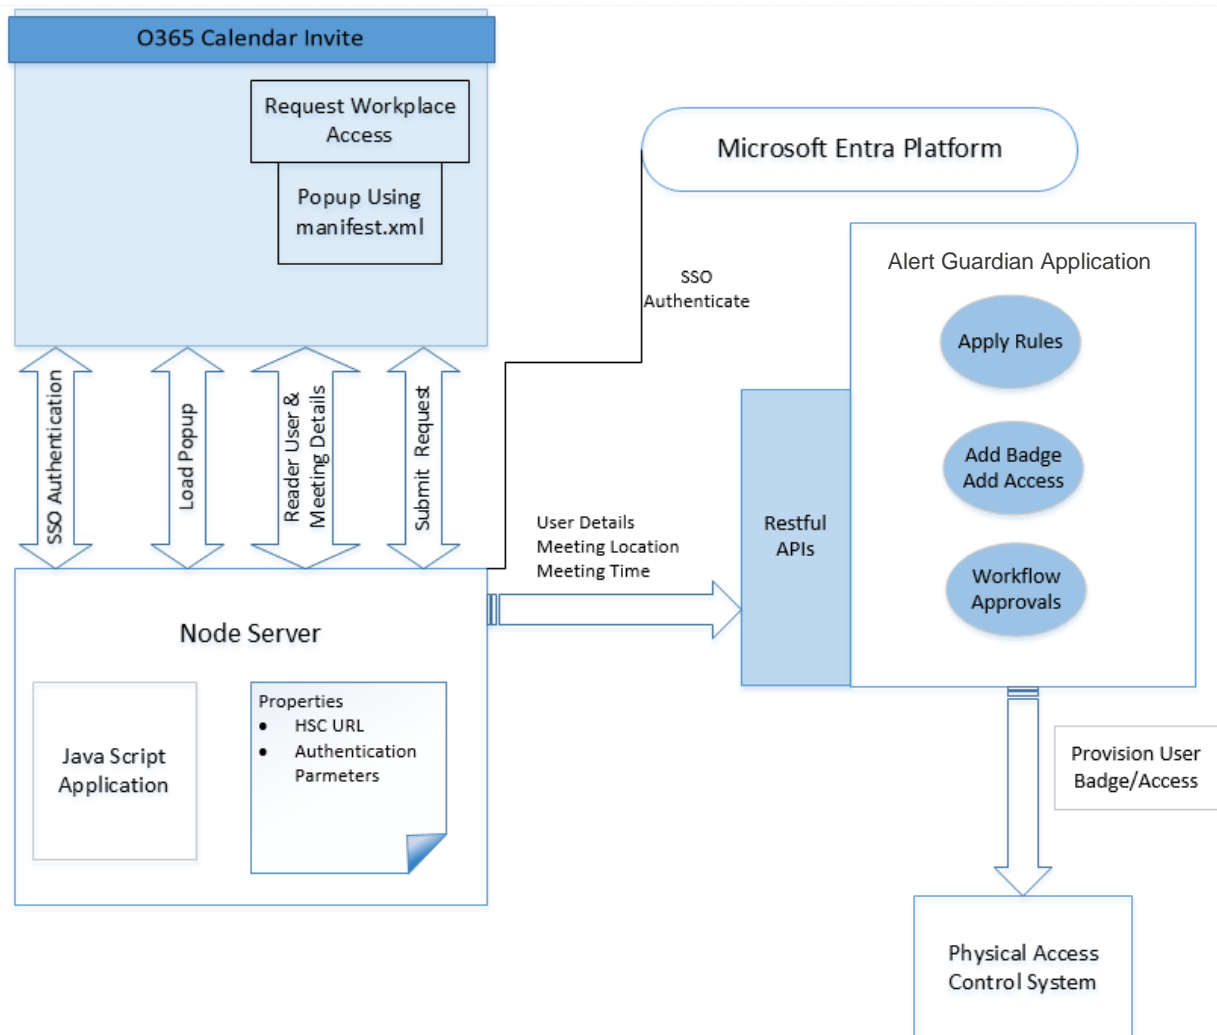 O365 Calendar Invite
Request Workplace
Access
Popup Using
manifest.xml
Microsoft Entra Platform
SSO
Authenticate
Alert Guardian Application
Apply Rules
Add Badge
Add Access
Workflow
Approvals
Restful
APIs
SSO Authentication
Load Popup
Reader User &
Meeting Details
Submit Request
User Details
Meeting Location
Meeting Time
Node Server
Java Script
Application
Properties
● HSC URL
● Authentication
Parmeters
Provision User
Badge/Access
Physical Access
Control System